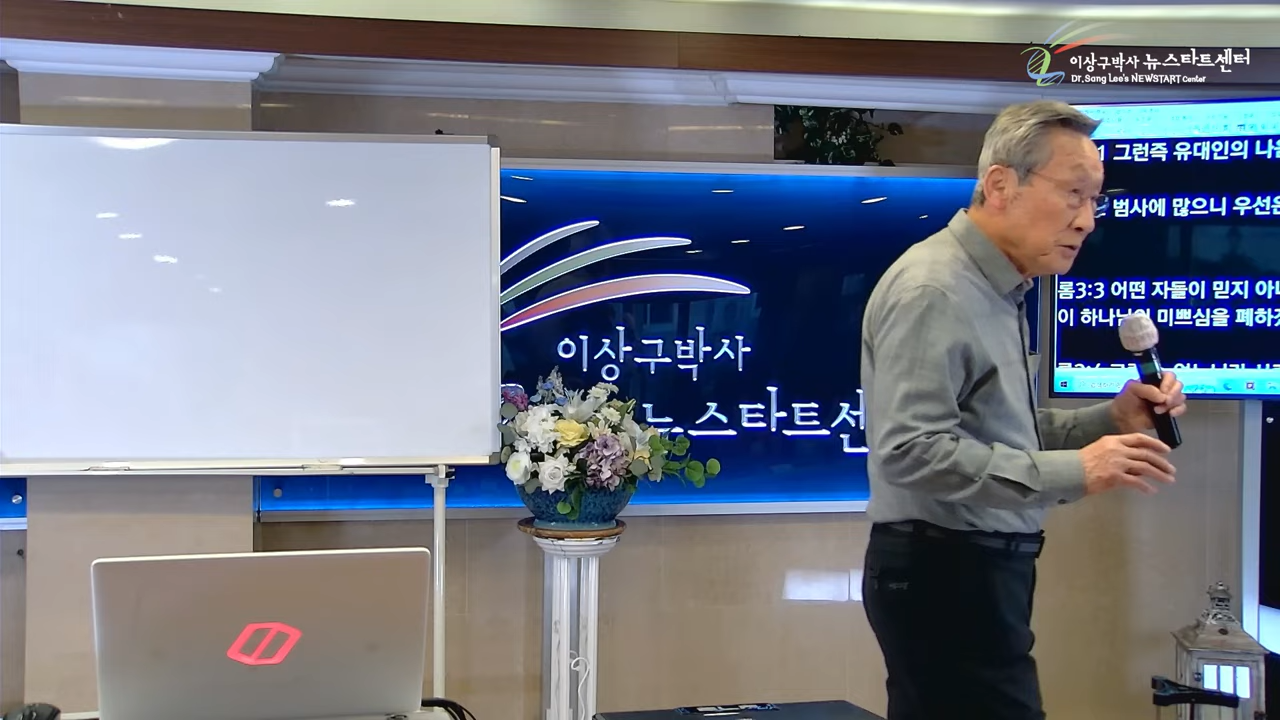 이상구박사 뉴스타트센터
Dr. Sang Lee's NEWSTART Center
1 그런즉 유대인의 나음
범사에 많으니 우선은
롬3:3 어떤 자들이 믿지 아니
이 하나님의 미쁘심을 폐하겠
이상구박사
뉴스타트센